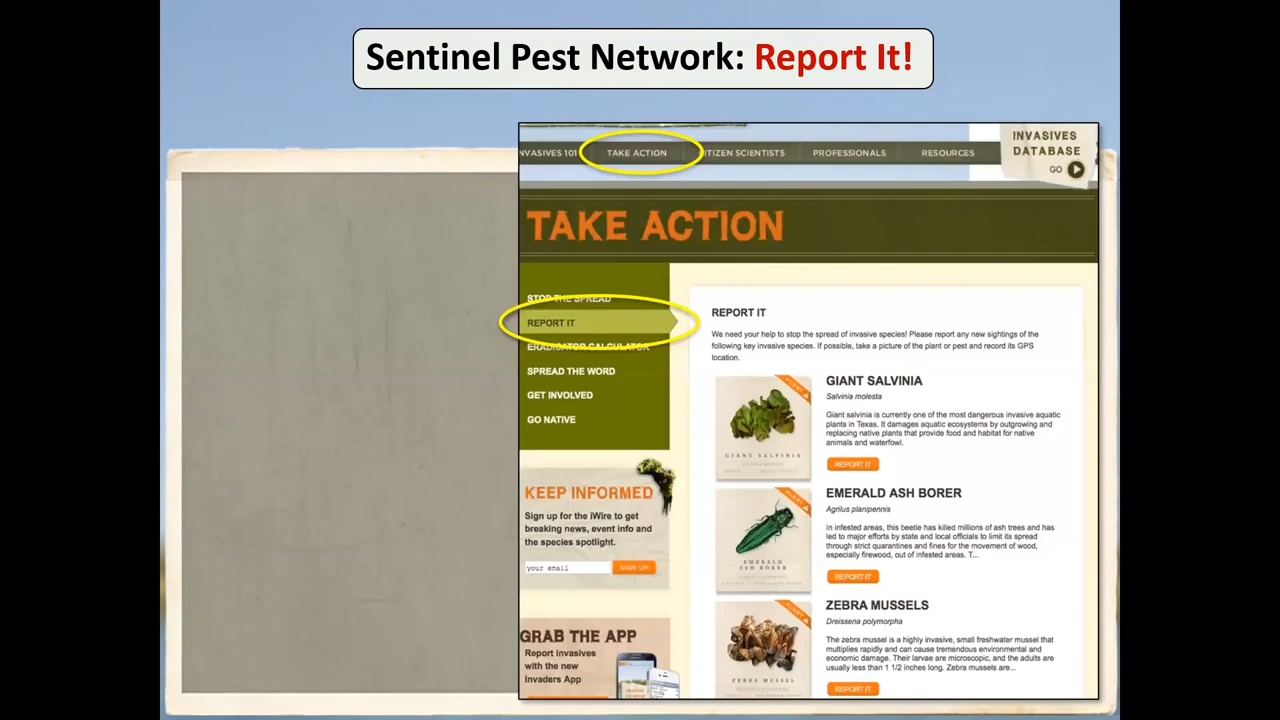 Sentinel Pest Network: Report It!
INVASIVES
DATABASE
GO
NVASIVES 101 TAKE ACTION ITIZEN SCIENTISTS PROFESSIONALS RESOURCES
TAKE ACTION
STOP THE SPREAD
REPORT IT
ERADICATOR CALCULATOR
SPREAD THE WORD
GET INVOLVED
GO NATIVE
KEEP INFORMED
Sign up for the iWire to get
breaking news, event info and
the species spotlight.
your email SIGN UP
GRAB THE APP
Report invasives
with the new
Invaders App
REPORT IT
We need your help to stop the spread of invasive species! Please report any new sightings of the
following key invasive species. If possible, take a picture of the plant or pest and record its GPS
location.
GIANT SALVINIA
GIANT SALVINIA
Salvinia molesta
Giant salvinia is currently one of the most dangerous invasive aquatic
plants in Texas. It damages aquatic ecosystems by outgrowing and
replacing native plants that provide food and habitat for native
animals and waterfowl.
REPORT IT
EMERALD
ASH BORER
EMERALD ASH BORER
Agrilus planipennis
In infested areas, this beetle has killed millions of ash trees and has
led to major efforts by state and local officials to limit its spread
through strict quarantines and fines for the movement of wood,
especially firewood, out of infested areas. T...
REPORT IT
ZEBRA MUSSEL
ZEBRA MUSSELS
Dreissena polymorpha
The zebra mussel is a highly invasive, small freshwater mussel that
multiplies rapidly and can cause tremendous environmental and
economic damage. Their larvae are microscopic, and the adults are
usually less than 1 1/2 inches long. Zebra mussels are...
REPORT IT